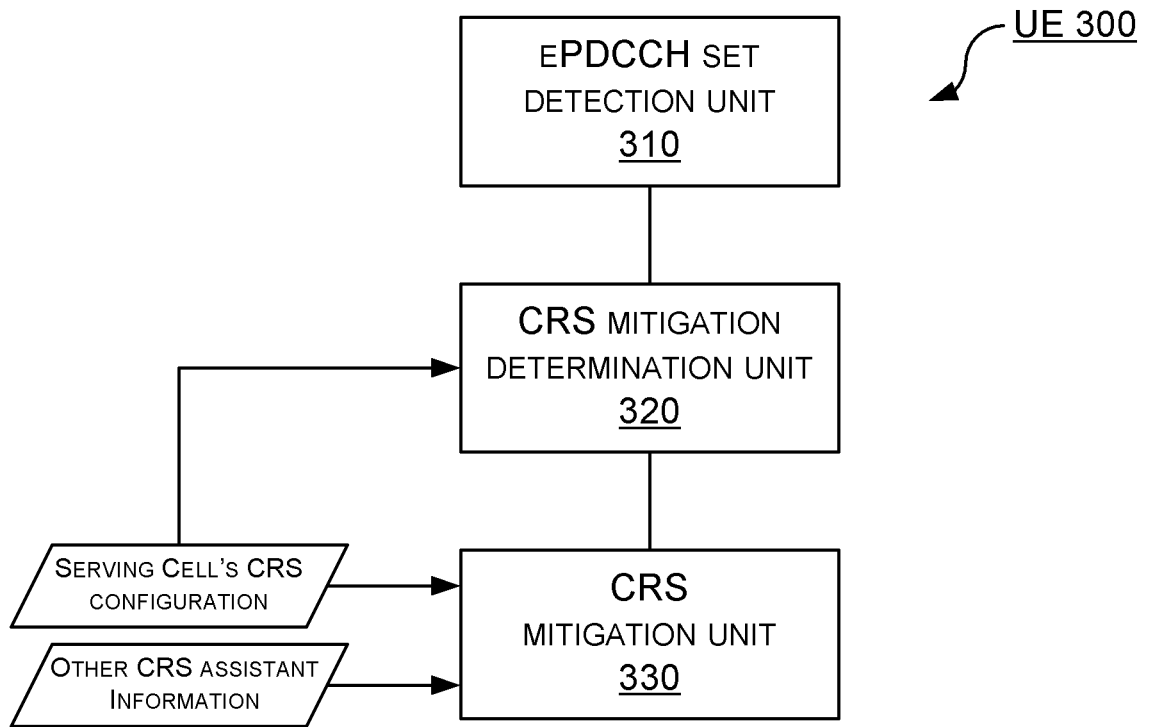 UE 300
EPDCCH SET
DETECTION UNIT
310
CRS MITIGATION
DETERMINATION UNIT
320
SERVING CELL'S CRS
CONFIGURATION
CRS
MITIGATION UNIT
330
OTHER CRS ASSISTANT
INFORMATION